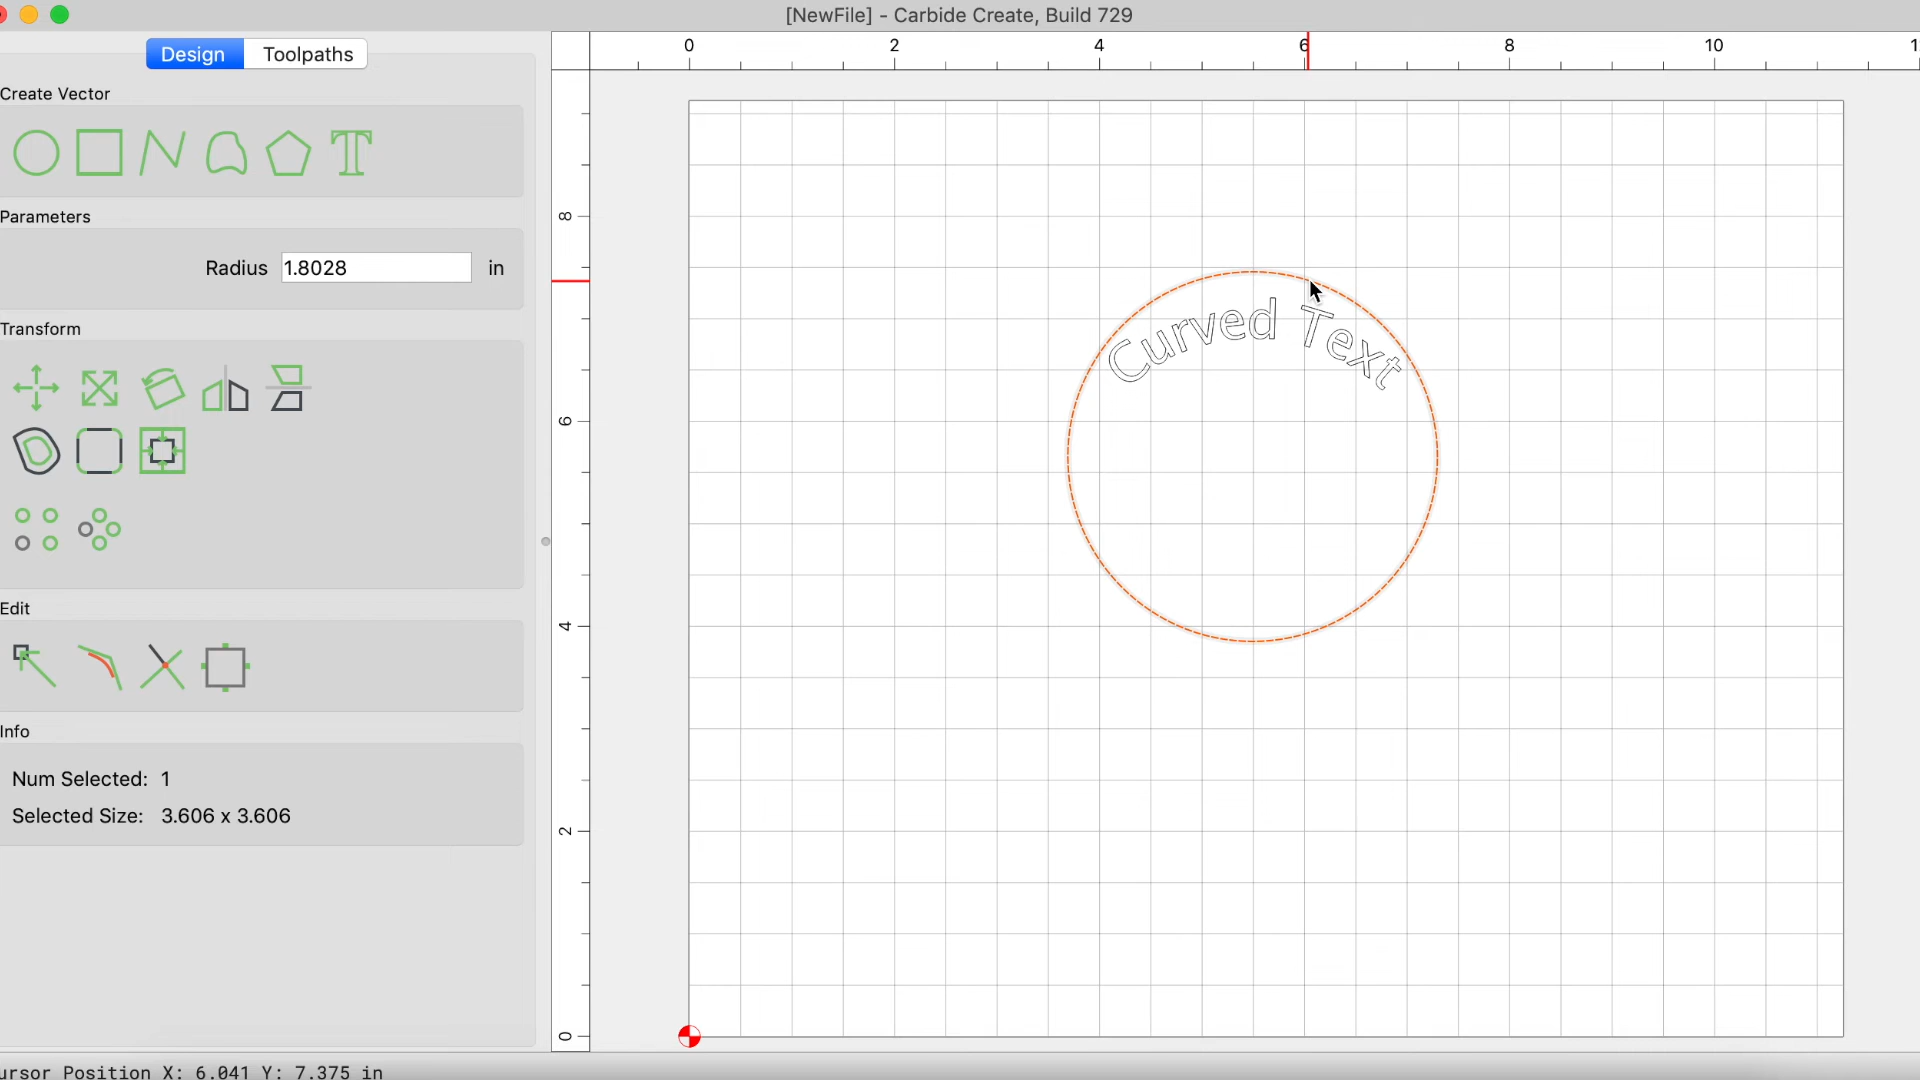 [NewFile] - Carbide Create, Build 729
Design Toolpaths
0 2 4 6 8 10 1
Create Vector
T
Parameters
Radius 1.8028 in
Transform
Edit
Info
Num Selected: 1
Selected Size: 3.606 x 3.606
8
6
4
2
0
Curved Text
ursor Position X: 6.041 Y: 7.375 in